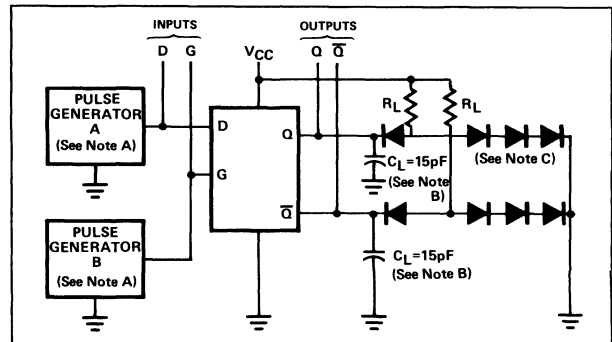 INPUTS
OUTPUTS
D G
Q Q̅
VCC
RL
RL
PULSE
GENERATOR
A
(See Note A)
D
Q
G
Q̅
CL=15pF
(See Note
B)
(See Note C)
PULSE
GENERATOR
B
(See Note A)
CL=15pF
(See Note B)